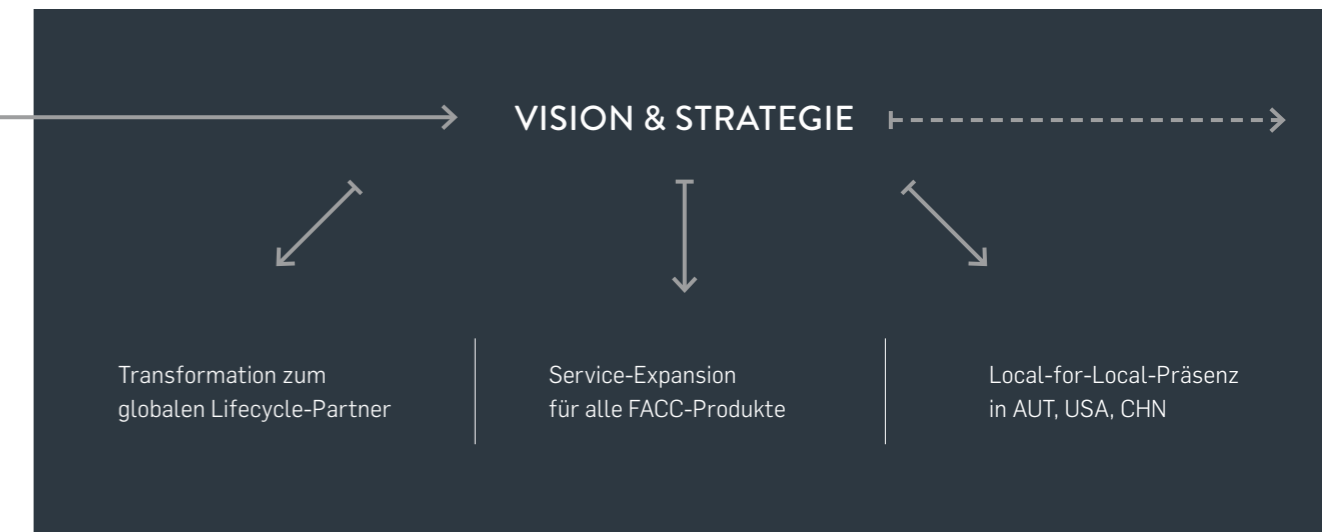 VISION & STRATEGIE
Transformation zum
globalen Lifecycle-Partner
Service-Expansion
für alle FACC-Produkte
Local-for-Local-Präsenz
in AUT, USA, CHN